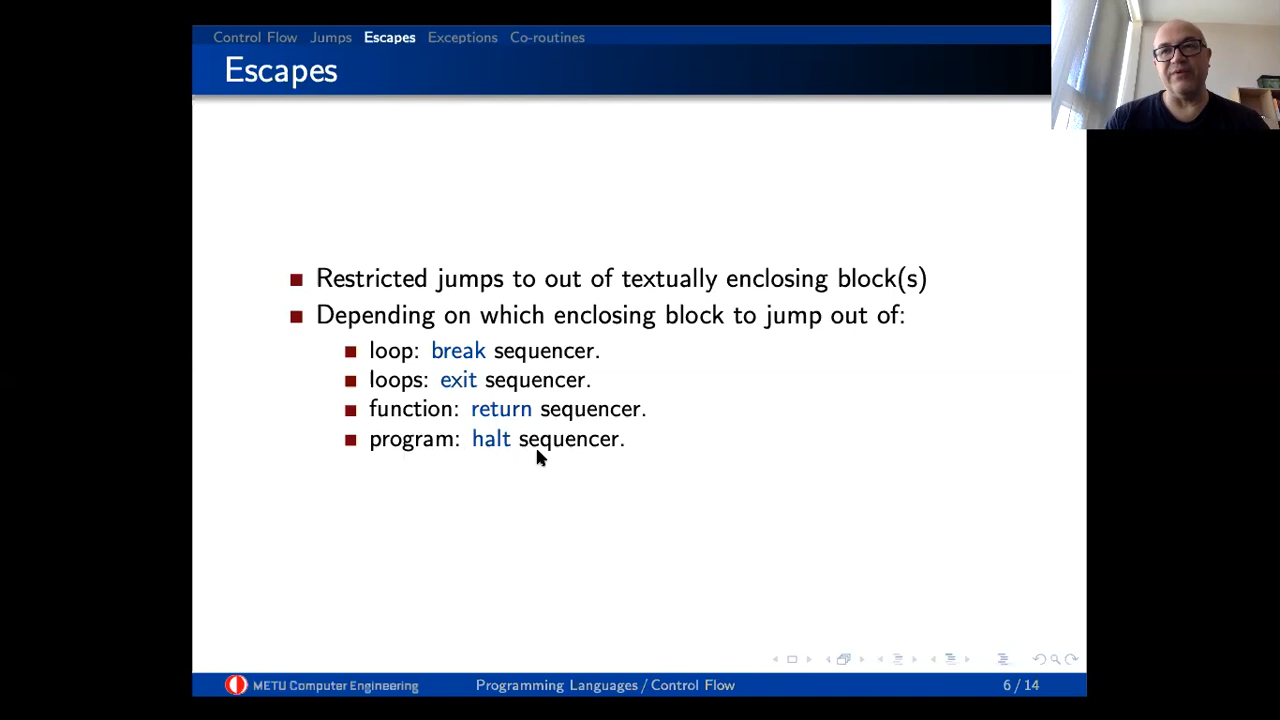 Control Flow Jumps Escapes Exceptions Co-routines
Escapes
Restricted jumps to out of textually enclosing block(s)
Depending on which enclosing block to jump out of:
loop: break sequencer.
loops: exit sequencer.
function: return sequencer.
program: halt sequencer.
METU Computer Engineering Programming Languages / Control Flow 6 / 14